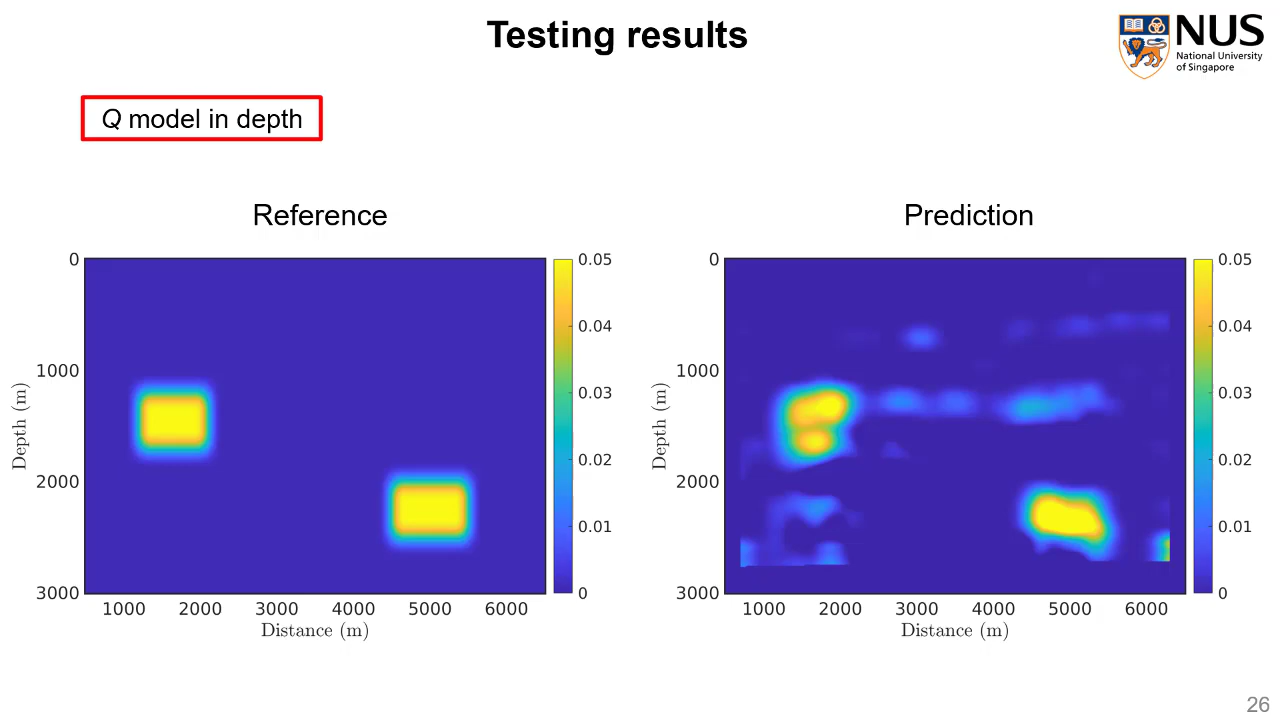 Testing results
NUS
National University
of Singapore
Q model in depth
Reference
Prediction
0
1000
2000
3000
Depth (m)
1000 2000 3000 4000 5000 6000
Distance (m)
0.05
0.04
0.03
0.02
0.01
0
0
1000
2000
3000
Depth (m)
1000 2000 3000 4000 5000 6000
Distance (m)
0.05
0.04
0.03
0.02
0.01
0
26